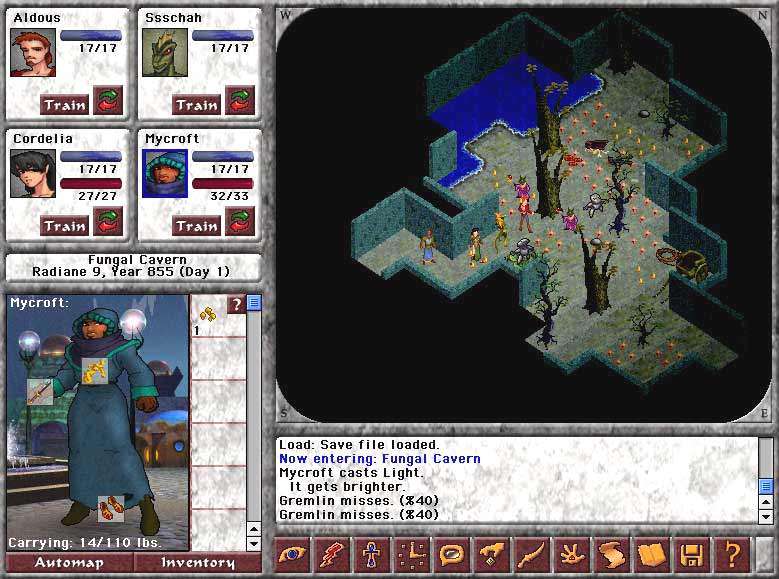 Aldous
17/17
Train
Ssschah
17/17
Train
Cordelia
17/17
27/27
Train
Mycroft
17/17
32/33
Train
Fungal Cavern
Radiane 9, Year 855 (Day 1)
Mycroft:
?
1
Carrying: 14/110 lbs.
Automap
Inventory
W
N
S
E
Load: Save file loaded.
Now entering: Fungal Cavern
Mycroft casts Light.
It gets brighter.
Gremlin misses. (%40)
Gremlin misses. (%40)
?